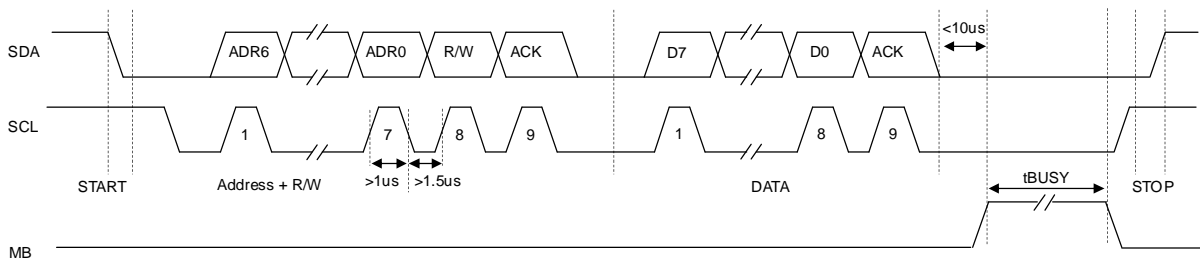 <10us
SDA ADR6 ADR0 R/W ACK D7 D0 ACK
SCL 1 7 8 9 1 8 9
>1us >1.5us
START Address + R/W DATA tBUSY STOP
MB